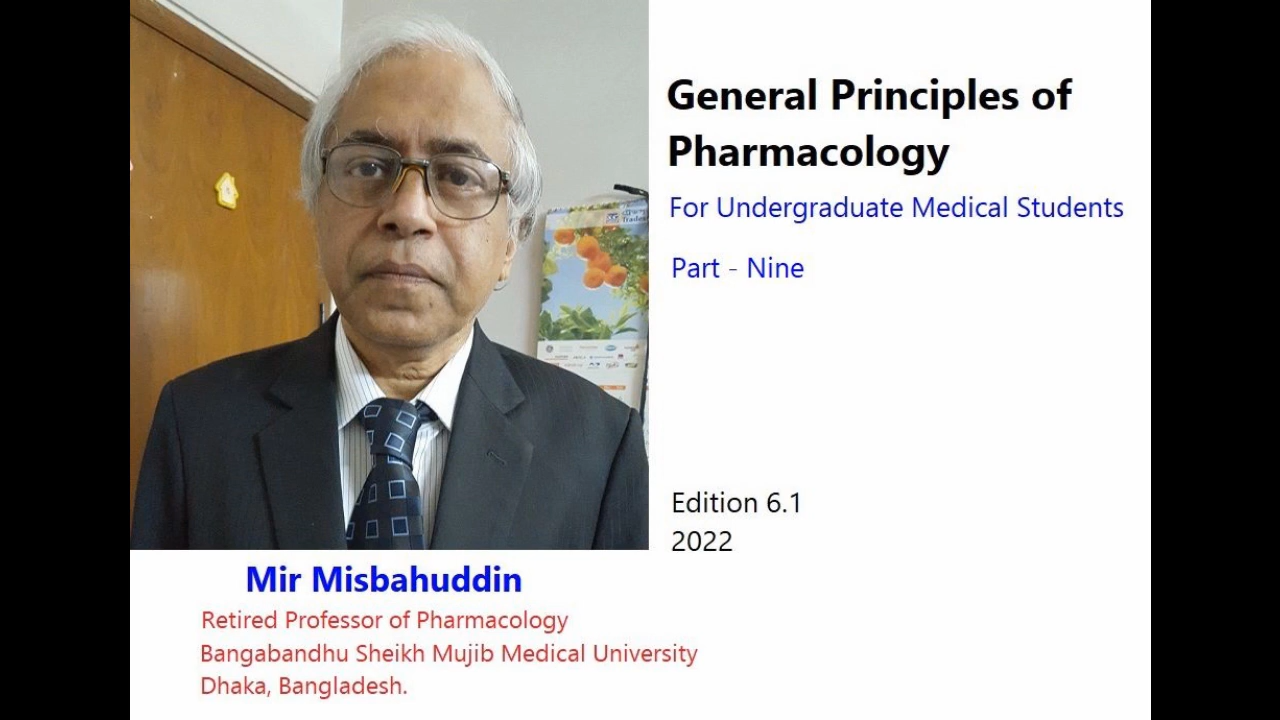 General Principles of
Pharmacology
For Undergraduate Medical Students
Part - Nine
Edition 6.1
2022
Mir Misbahuddin
Retired Professor of Pharmacology
Bangabandhu Sheikh Mujib Medical University
Dhaka, Bangladesh.